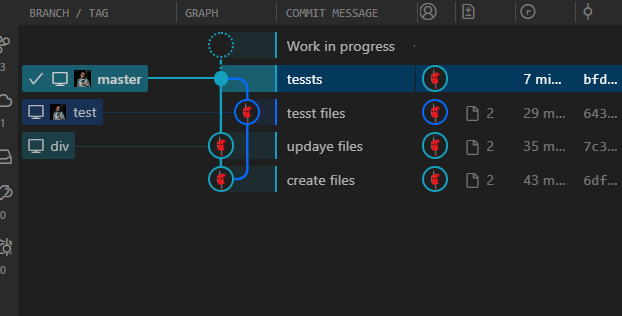 BRANCH / TAG GRAPH COMMIT MESSAGE
Work in progress
3 master tessts 7 mi... bfd...
1 test tesst files 2 29 m... 643...
div updaye files 2 35 m... 7c3...
0 create files 2 43 m... 6df...
0